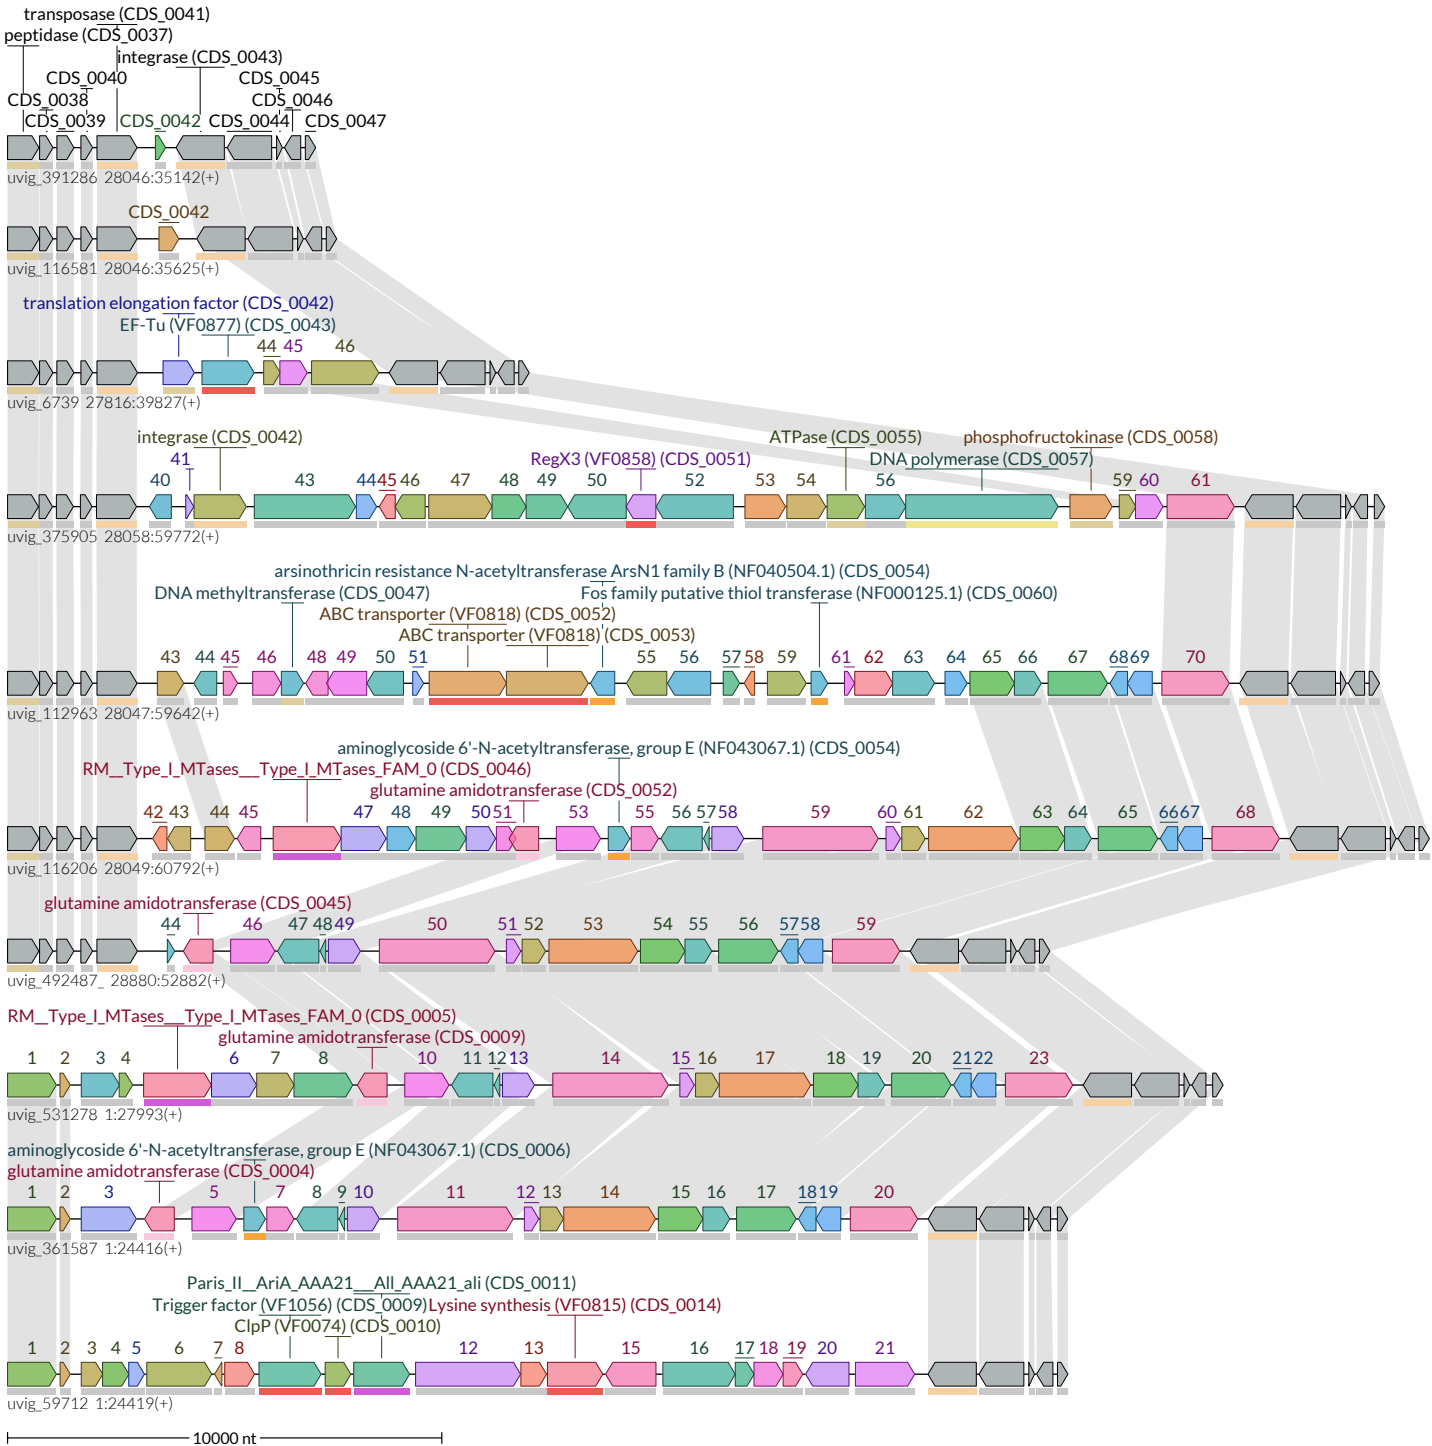 transposase (CDS_0041)
peptidase (CDS_0037)
integrase (CDS_0043)
CDS_0040 CDS_0045
CDS_0038 CDS_0046
CDS_0039 CDS_0042 CDS_0044 CDS_0047
uvig_391286 28046:35142(+)
CDS_0042
uvig_116581 28046:35625(+)
translation elongation factor (CDS_0042)
EF-Tu (VF0877) (CDS_0043)
44 45 46
uvig_6739 27816:39827(+)
integrase (CDS_0042) ATPase (CDS_0055) phosphofructokinase (CDS_0058)
41 RegX3 (VF0858) (CDS_0051) DNA polymerase (CDS_0057)
40 43 44 45 46 47 48 49 50 52 53 54 56 59 60 61
uvig_375905 28058:59772(+)
arsinothricin resistance N-acetyltransferase ArsN1 family B (NF040504.1) (CDS_0054)
DNA methyltransferase (CDS_0047) Fos family putative thiol transferase (NF000125.1) (CDS_0060)
ABC transporter (VF0818) (CDS_0052)
ABC transporter (VF0818) (CDS_0053)
43 44 45 46 48 49 50 51 55 56 57 58 59 61 62 63 64 65 66 67 68 69 70
uvig_112963 28047:59642(+)
aminoglycoside 6'-N-acetyltransferase, group E (NF043067.1) (CDS_0054)
RM__Type_I_MTases___Type_I_MTases_FAM_0 (CDS_0046)
glutamine amidotransferase (CDS_0052)
42 43 44 45 47 48 49 50 51 53 55 56 57 58 59 60 61 62 63 64 65 66 67 68
uvig_116206 28049:60792(+)
glutamine amidotransferase (CDS_0045)
44 46 47 48 49 50 51 52 53 54 55 56 57 58 59
uvig_492487_ 28880:52882(+)
RM__Type_I_MTases___Type_I_MTases_FAM_0 (CDS_0005)
glutamine amidotransferase (CDS_0009)
1 2 3 4 6 7 8 10 11 12 13 14 15 16 17 18 19 20 21 22 23
uvig_531278 1:27993(+)
aminoglycoside 6'-N-acetyltransferase, group E (NF043067.1) (CDS_0006)
glutamine amidotransferase (CDS_0004)
1 2 3 5 7 8 9 10 11 12 13 14 15 16 17 18 19 20
uvig_361587 1:24416(+)
Paris_II__AriA_AAA21___All_AAA21_ali (CDS_0011)
Trigger factor (VF1056) (CDS_0009) Lysine synthesis (VF0815) (CDS_0014)
ClpP (VF0074) (CDS_0010)
1 2 3 4 5 6 7 8 12 13 15 16 17 18 19 20 21
uvig_59712 1:24419(+)
10000 nt